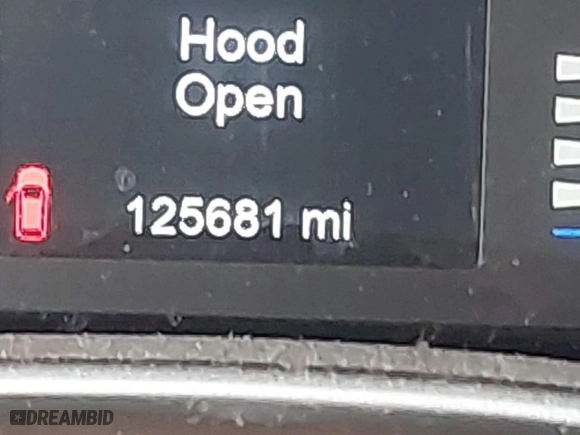 Hood
Open
125681 mi
DREAMBID